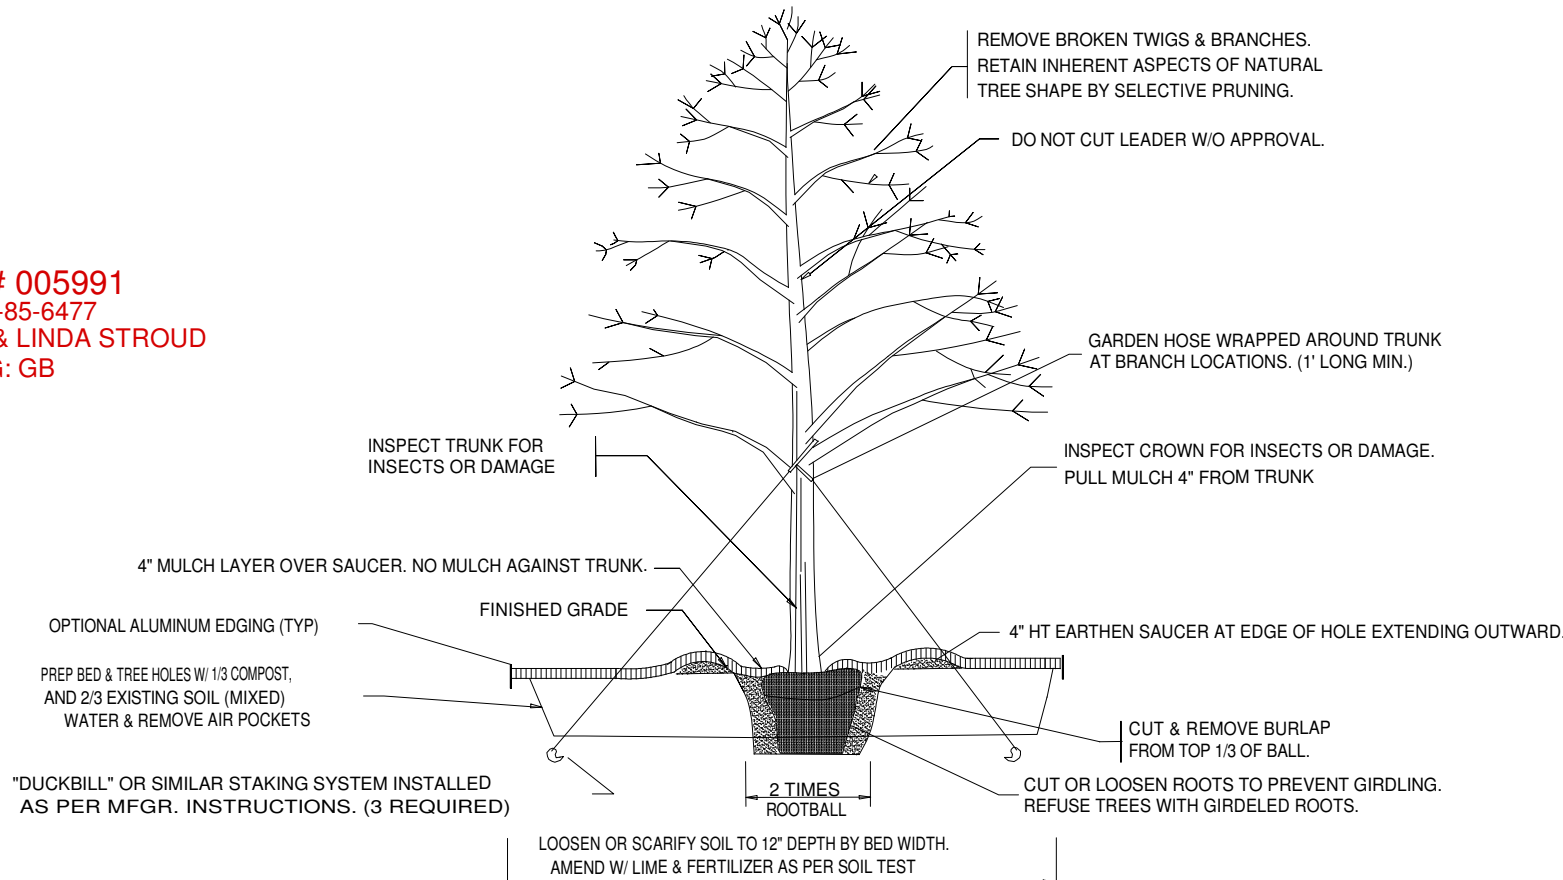 REMOVE BROKEN TWIGS & BRANCHES.
RETAIN INHERENT ASPECTS OF NATURAL
TREE SHAPE BY SELECTIVE PRUNING.
DO NOT CUT LEADER W/O APPROVAL.
# 005991
-85-6477
& LINDA STROUD
: GB
GARDEN HOSE WRAPPED AROUND TRUNK
AT BRANCH LOCATIONS. (1' LONG MIN.)
INSPECT TRUNK FOR
INSECTS OR DAMAGE
INSPECT CROWN FOR INSECTS OR DAMAGE.
PULL MULCH 4" FROM TRUNK
4" MULCH LAYER OVER SAUCER. NO MULCH AGAINST TRUNK.
FINISHED GRADE
OPTIONAL ALUMINUM EDGING (TYP)
4" HT EARTHEN SAUCER AT EDGE OF HOLE EXTENDING OUTWARD.
PREP BED & TREE HOLES W/ 1/3 COMPOST,
AND 2/3 EXISTING SOIL (MIXED)
WATER & REMOVE AIR POCKETS
CUT & REMOVE BURLAP
FROM TOP 1/3 OF BALL.
"DUCKBILL" OR SIMILAR STAKING SYSTEM INSTALLED
AS PER MFGR. INSTRUCTIONS. (3 REQUIRED)
2 TIMES
ROOTBALL
CUT OR LOOSEN ROOTS TO PREVENT GIRDLING.
REFUSE TREES WITH GIRDELED ROOTS.
LOOSEN OR SCARIFY SOIL TO 12" DEPTH BY BED WIDTH.
AMEND W/ LIME & FERTILIZER AS PER SOIL TEST